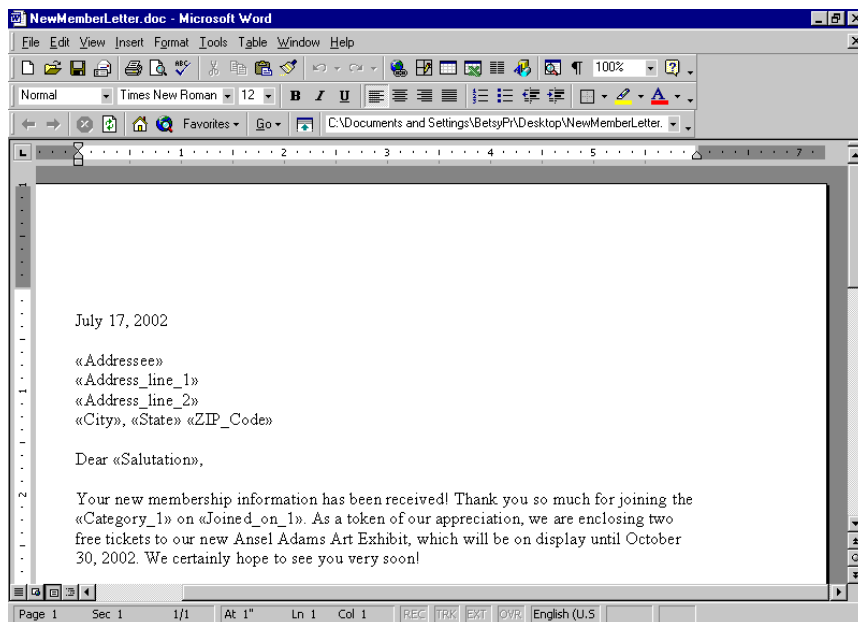 NewMemberLetter.doc - Microsoft Word
File Edit View Insert Format Tools Table Window Help
ABC 100%
Normal Times New Roman 12 B I U A
Favorites Go C:\Documents and Settings\BetsyPr\Desktop\NewMemberLetter.
1 2 3 4 5 7
July 17, 2002
«Addressee»
«Address_line_1»
«Address_line_2»
«City», «State» «ZIP_Code»
Dear «Salutation»,
Your new membership information has been received! Thank you so much for joining the
«Category_1» on «Joined_on_1». As a token of our appreciation, we are enclosing two
free tickets to our new Ansel Adams Art Exhibit, which will be on display until October
30, 2002. We certainly hope to see you very soon!
Page 1 Sec 1 1/1 At 1" Ln 1 Col 1 REC TRK EXT OVR English (U.S